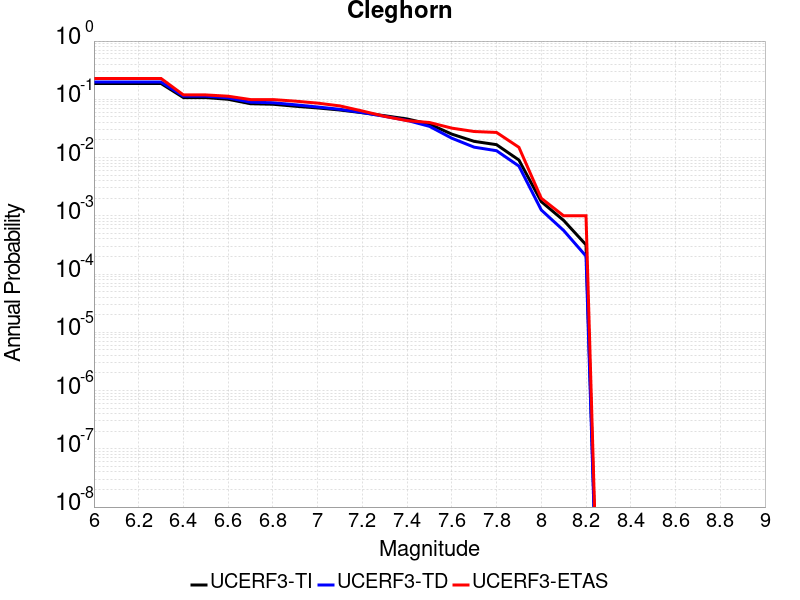 Cleghorn
10^0
10^-1
10^-2
10^-3
10^-4
10^-5
10^-6
10^-7
10^-8
Annual Probability
6 6.2 6.4 6.6 6.8 7 7.2 7.4 7.6 7.8 8 8.2 8.4 8.6 8.8 9
Magnitude
UCERF3-TI UCERF3-TD UCERF3-ETAS